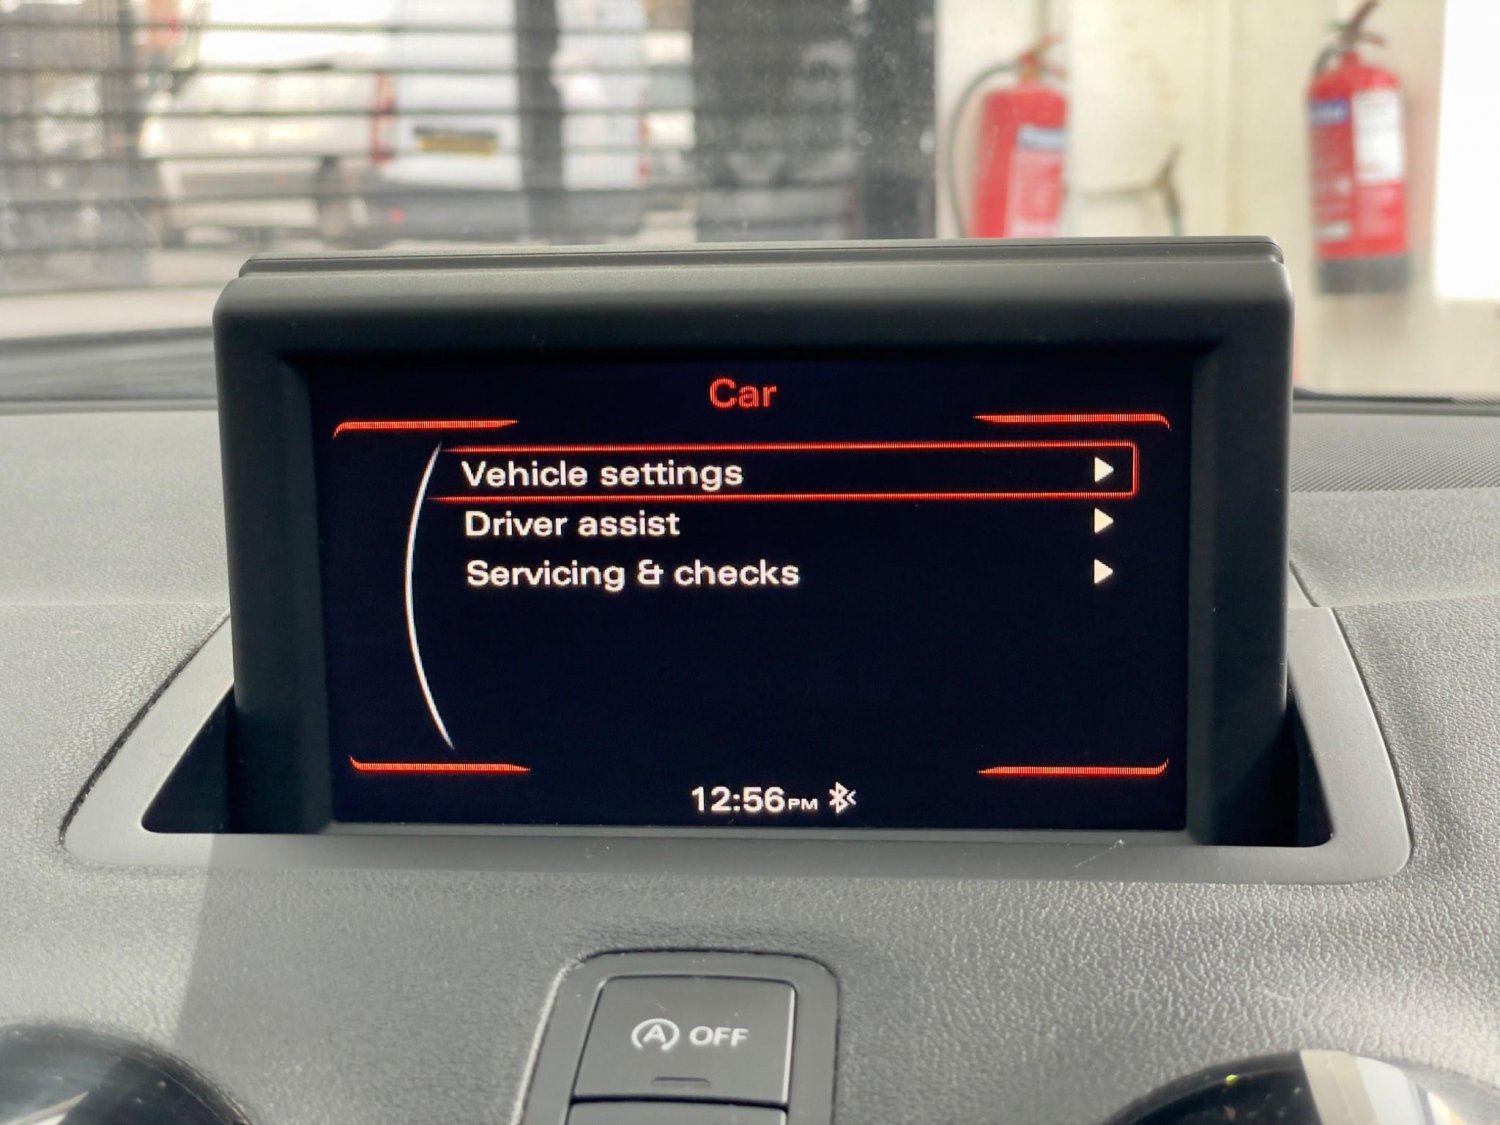 Car
Vehicle settings
Driver assist
Servicing & checks
12:56PM
A OFF